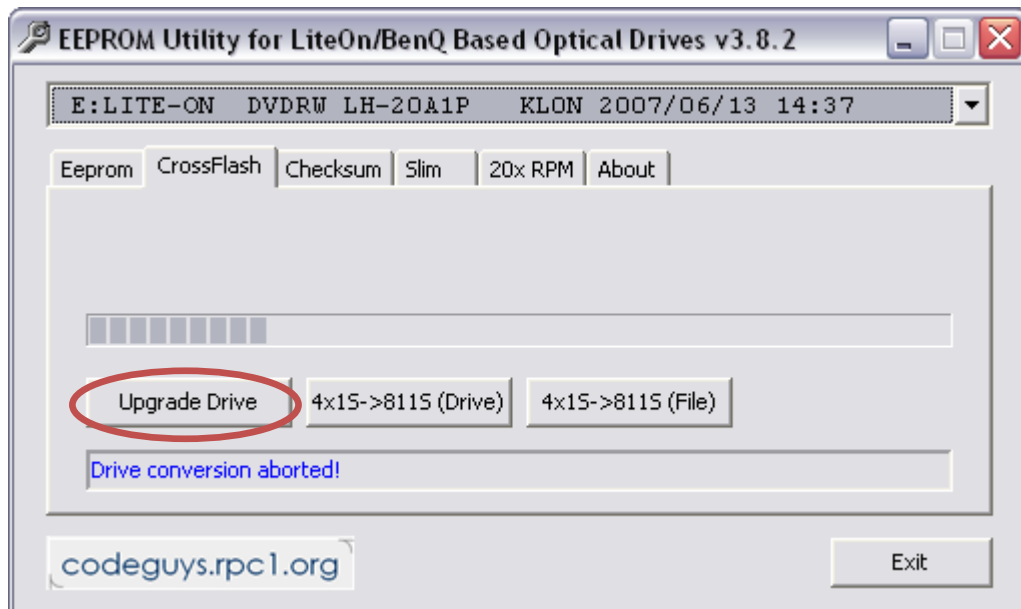 EEPROM Utility for LiteOn/BenQ Based Optical Drives v3.8.2
E:LITE-ON DVDRW LH-20A1P KL0N 2007/06/13 14:37
Eeprom CrossFlash Checksum Slim 20x RPM About
Upgrade Drive 4x1S->811S (Drive) 4x1S->811S (File)
Drive conversion aborted!
codeguys.rpc1.org Exit